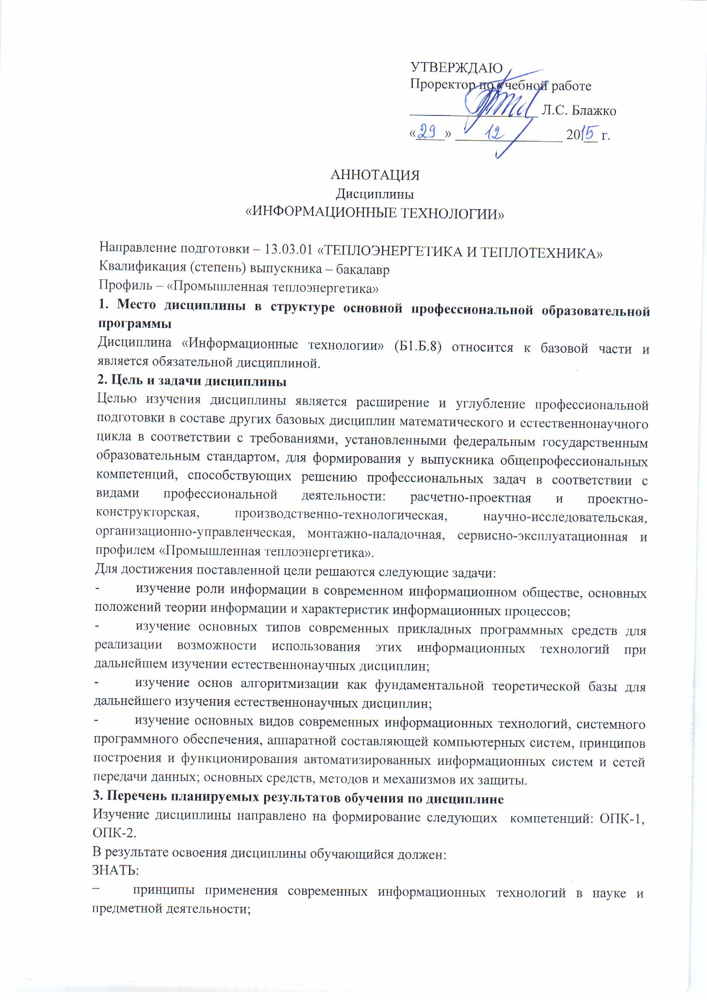 УТВЕРЖДАЮ
Проректор по учебной работе
Л.С. Блажко
«29» 12 2015 г.
АННОТАЦИЯ
Дисциплины
«ИНФОРМАЦИОННЫЕ ТЕХНОЛОГИИ»
Направление подготовки – 13.03.01 «ТЕПЛОЭНЕРГЕТИКА И ТЕПЛОТЕХНИКА»
Квалификация (степень) выпускника – бакалавр
Профиль – «Промышленная теплоэнергетика»
1. Место дисциплины в структуре основной профессиональной образовательной
программы
Дисциплина «Информационные технологии» (Б1.Б.8) относится к базовой части и
является обязательной дисциплиной.
2. Цель и задачи дисциплины
Целью изучения дисциплины является расширение и углубление профессиональной
подготовки в составе других базовых дисциплин математического и естественнонаучного
цикла в соответствии с требованиями, установленными федеральным государственным
образовательным стандартом, для формирования у выпускника общепрофессиональных
компетенций, способствующих решению профессиональных задач в соответствии с
видами профессиональной деятельности: расчетно-проектная и проектно-
конструкторская, производственно-технологическая, научно-исследовательская,
организационно-управленческая, монтажно-наладочная, сервисно-эксплуатационная и
профилем «Промышленная теплоэнергетика».
Для достижения поставленной цели решаются следующие задачи:
- изучение роли информации в современном информационном обществе, основных
положений теории информации и характеристик информационных процессов;
- изучение основных типов современных прикладных программных средств для
реализации возможности использования этих информационных технологий при
дальнейшем изучении естественнонаучных дисциплин;
- изучение основ алгоритмизации как фундаментальной теоретической базы для
дальнейшего изучения естественнонаучных дисциплин;
- изучение основных видов современных информационных технологий, системного
программного обеспечения, аппаратной составляющей компьютерных систем, принципов
построения и функционирования автоматизированных информационных систем и сетей
передачи данных; основных средств, методов и механизмов их защиты.
3. Перечень планируемых результатов обучения по дисциплине
Изучение дисциплины направлено на формирование следующих компетенций: ОПК-1,
ОПК-2.
В результате освоения дисциплины обучающийся должен:
ЗНАТЬ:
– принципы применения современных информационных технологий в науке и
предметной деятельности;